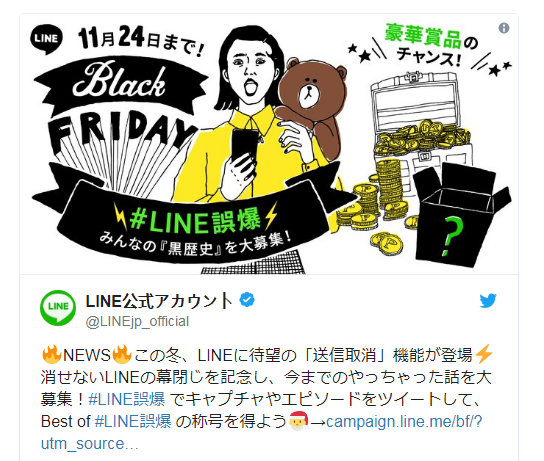 LINE
11月24日まで!
Black
FRIDAY
豪華賞品の
チャンス!
#LINE誤爆
みんなの『黒歴史』を大募集!
?
LINE
LINE公式アカウント
@LINEjp_official
🔥NEWS🔥この冬、LINEに待望の「送信取消」機能が登場⚡
消せないLINEの幕閉じを記念し、今までのやっちゃった話を大
募集！#LINE誤爆 でキャプチャやエピソードをツイートして、
Best of #LINE誤爆 の称号を得よう🎅→campaign.line.me/bf/?
utm_source…